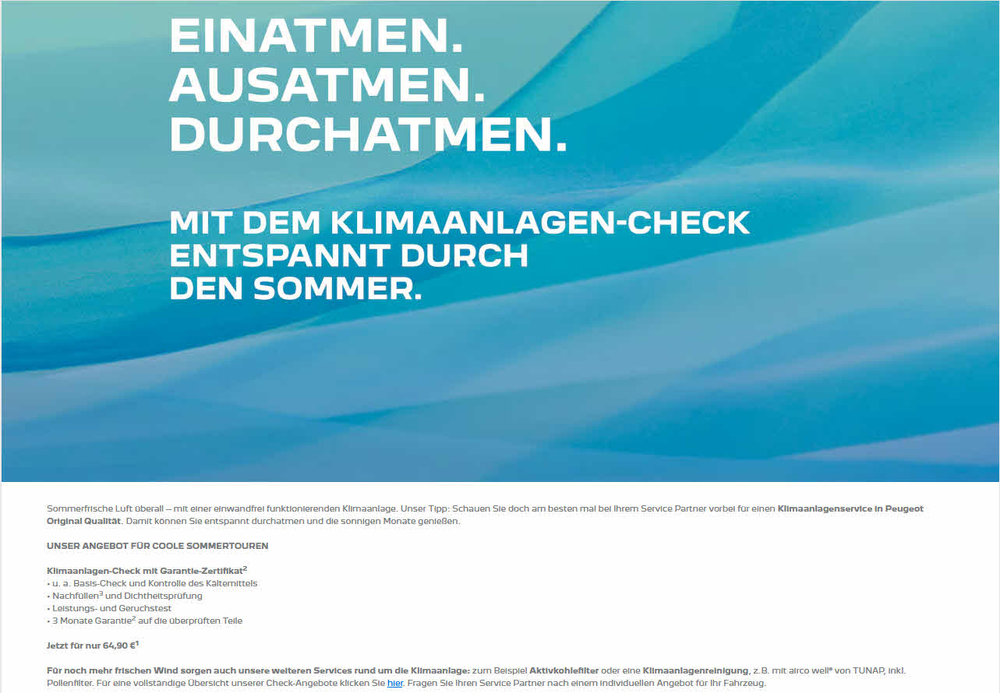 EINATMEN.
AUSATMEN.
DURCHATMEN.
MIT DEM KLIMAANLAGEN-CHECK
ENTSPANNT DURCH
DEN SOMMER.
Sommerfrische Luft überall – mit einer einwandfrei funktionierenden Klimaanlage. Unser Tipp: Schauen Sie doch am besten mal bei Ihrem Service Partner vorbei für einen Klimaanlagenservice in Peugeot
Original Qualität. Damit können Sie entspannt durchatmen und die sonnigen Monate genießen.
UNSER ANGEBOT FÜR COOLE SOMMERTOUREN
Klimaanlagen-Check mit Garantie-Zertifikat²
• u. a. Basis-Check und Kontrolle des Kältemittels
• Nachfüllen³ und Dichtheitsprüfung
• Leistungs- und Geruchstest
• 3 Monate Garantie² auf die überprüften Teile
Jetzt für nur 64,90 €¹
Für noch mehr frischen Wind sorgen auch unsere weiteren Services rund um die Klimaanlage: zum Beispiel Aktivkohlefilter oder eine Klimaanlagenreinigung, z.B. mit airco well® von TUNAP, inkl.
Pollenfilter. Für eine vollständige Übersicht unserer Check-Angebote klicken Sie hier. Fragen Sie Ihren Service Partner nach einem individuellen Angebot für Ihr Fahrzeug.